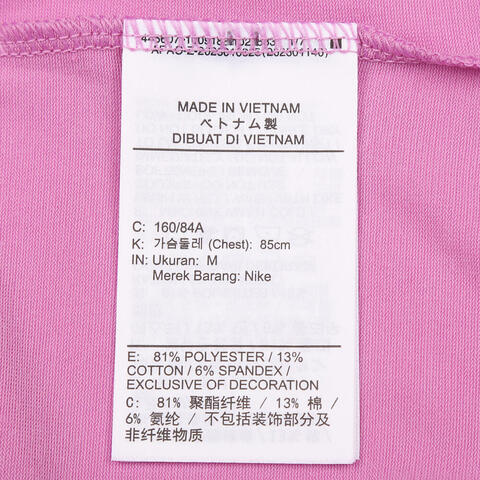 MADE IN VIETNAM
ベトナム製
DIBUAT DI VIETNAM
C: 160/84A
K: 가슴둘레 (Chest): 85cm
IN: Ukuran: M
Merek Barang: Nike
E: 81% POLYESTER / 13%
COTTON / 6% SPANDEX /
EXCLUSIVE OF DECORATION
C: 81% 聚酯纤维 / 13% 棉 /
6% 氨纶 / 不包括装饰部分及
非纤维物质